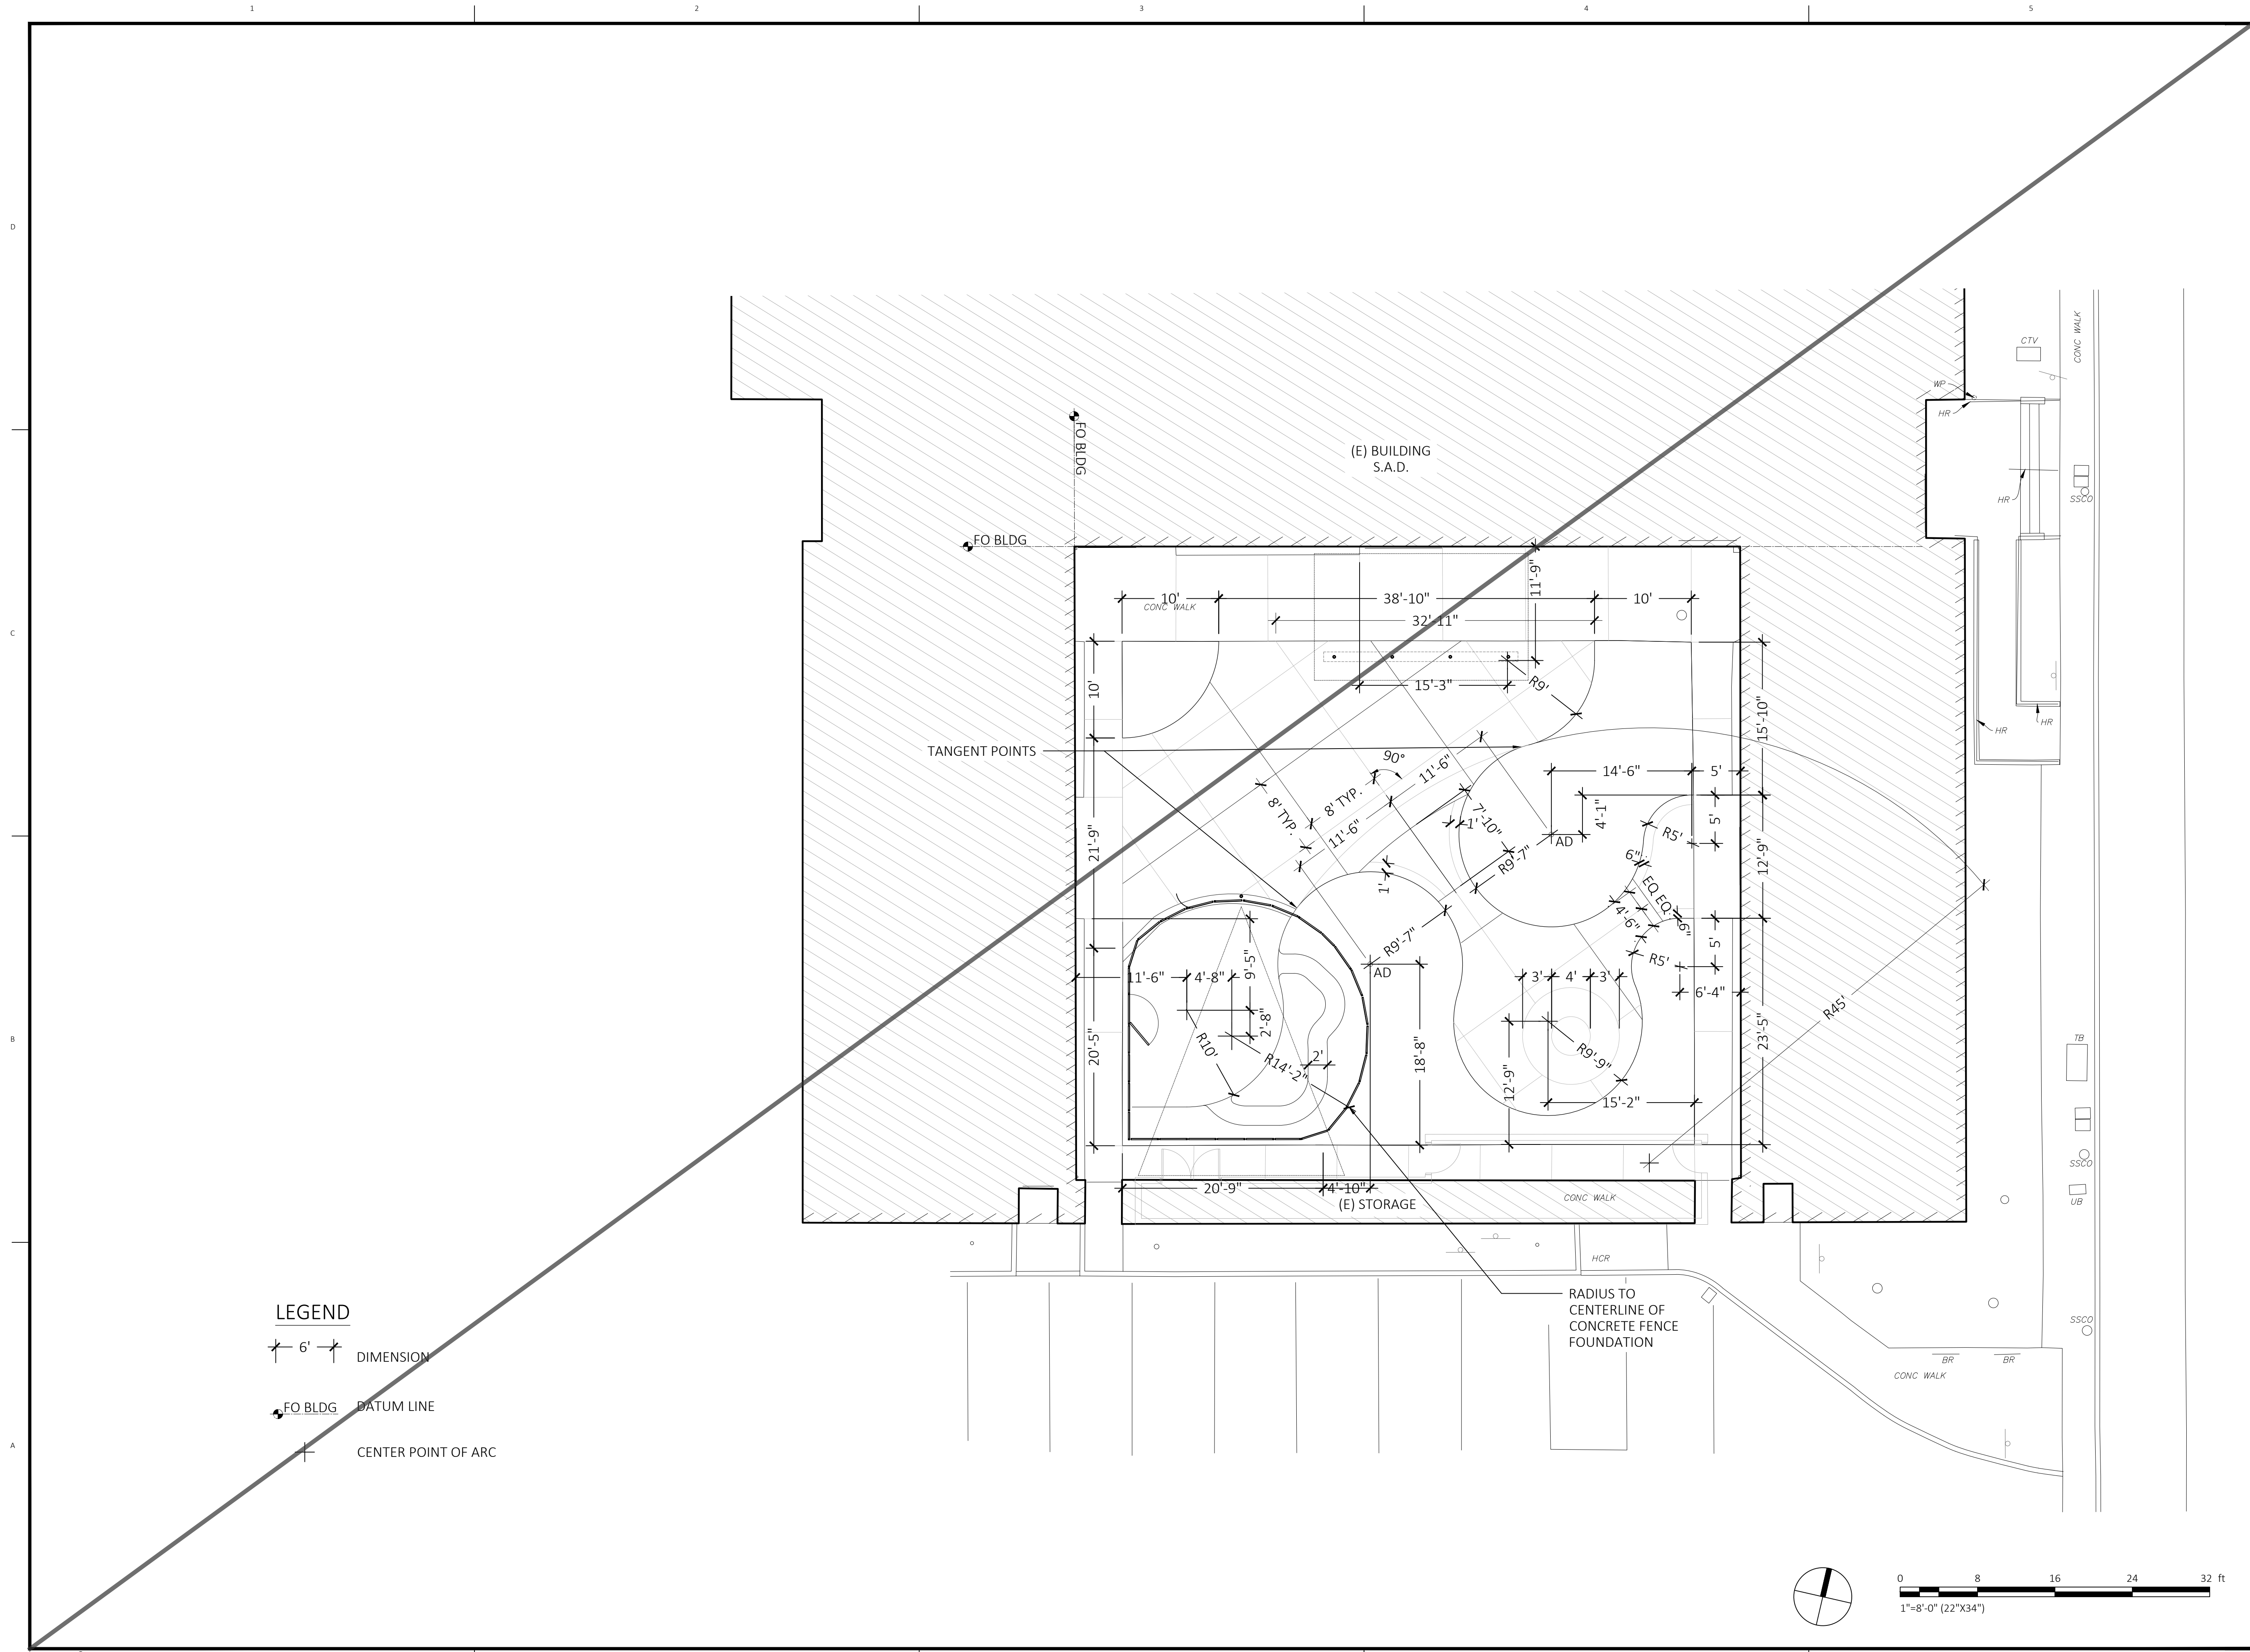 1
2
3
4
5
D
C
B
A
CONC WALK
CTV
WP
HR
HR
SSCO
HR
HR
FO BLDG
FO BLDG
(E) BUILDING
S.A.D.
11'-9"
10'
38'-10"
10'
CONC WALK
32'-11"
10'
15'-3"
R9'
15'-10"
TANGENT POINTS
90°
11'-6"
14'-6"
5'
8' TYP.
8' TYP.
11'-6"
7'-10"
1'
4'-1"
5'
R5'
AD
21'-9"
R9'-7"
6"
12'-9"
1'
EQ.
EQ.
4'-6"
6"
R9'-7"
5'
R5'
AD
11'-6"
4'-8"
9'-5"
3'
4'
3'
6'-4"
R45'
2'-8"
20'-5"
R10'
R14'-2"
2'
18'-8"
12'-9"
R9'-9"
23'-5"
15'-2"
20'-9"
4'-10"
(E) STORAGE
CONC WALK
TB
SSCO
UB
HCR
RADIUS TO
CENTERLINE OF
CONCRETE FENCE
FOUNDATION
SSCO
BR
BR
CONC WALK
LEGEND
6'
DIMENSION
FO BLDG
DATUM LINE
CENTER POINT OF ARC
0 8 16 24 32 ft
1"=8'-0" (22"X34")